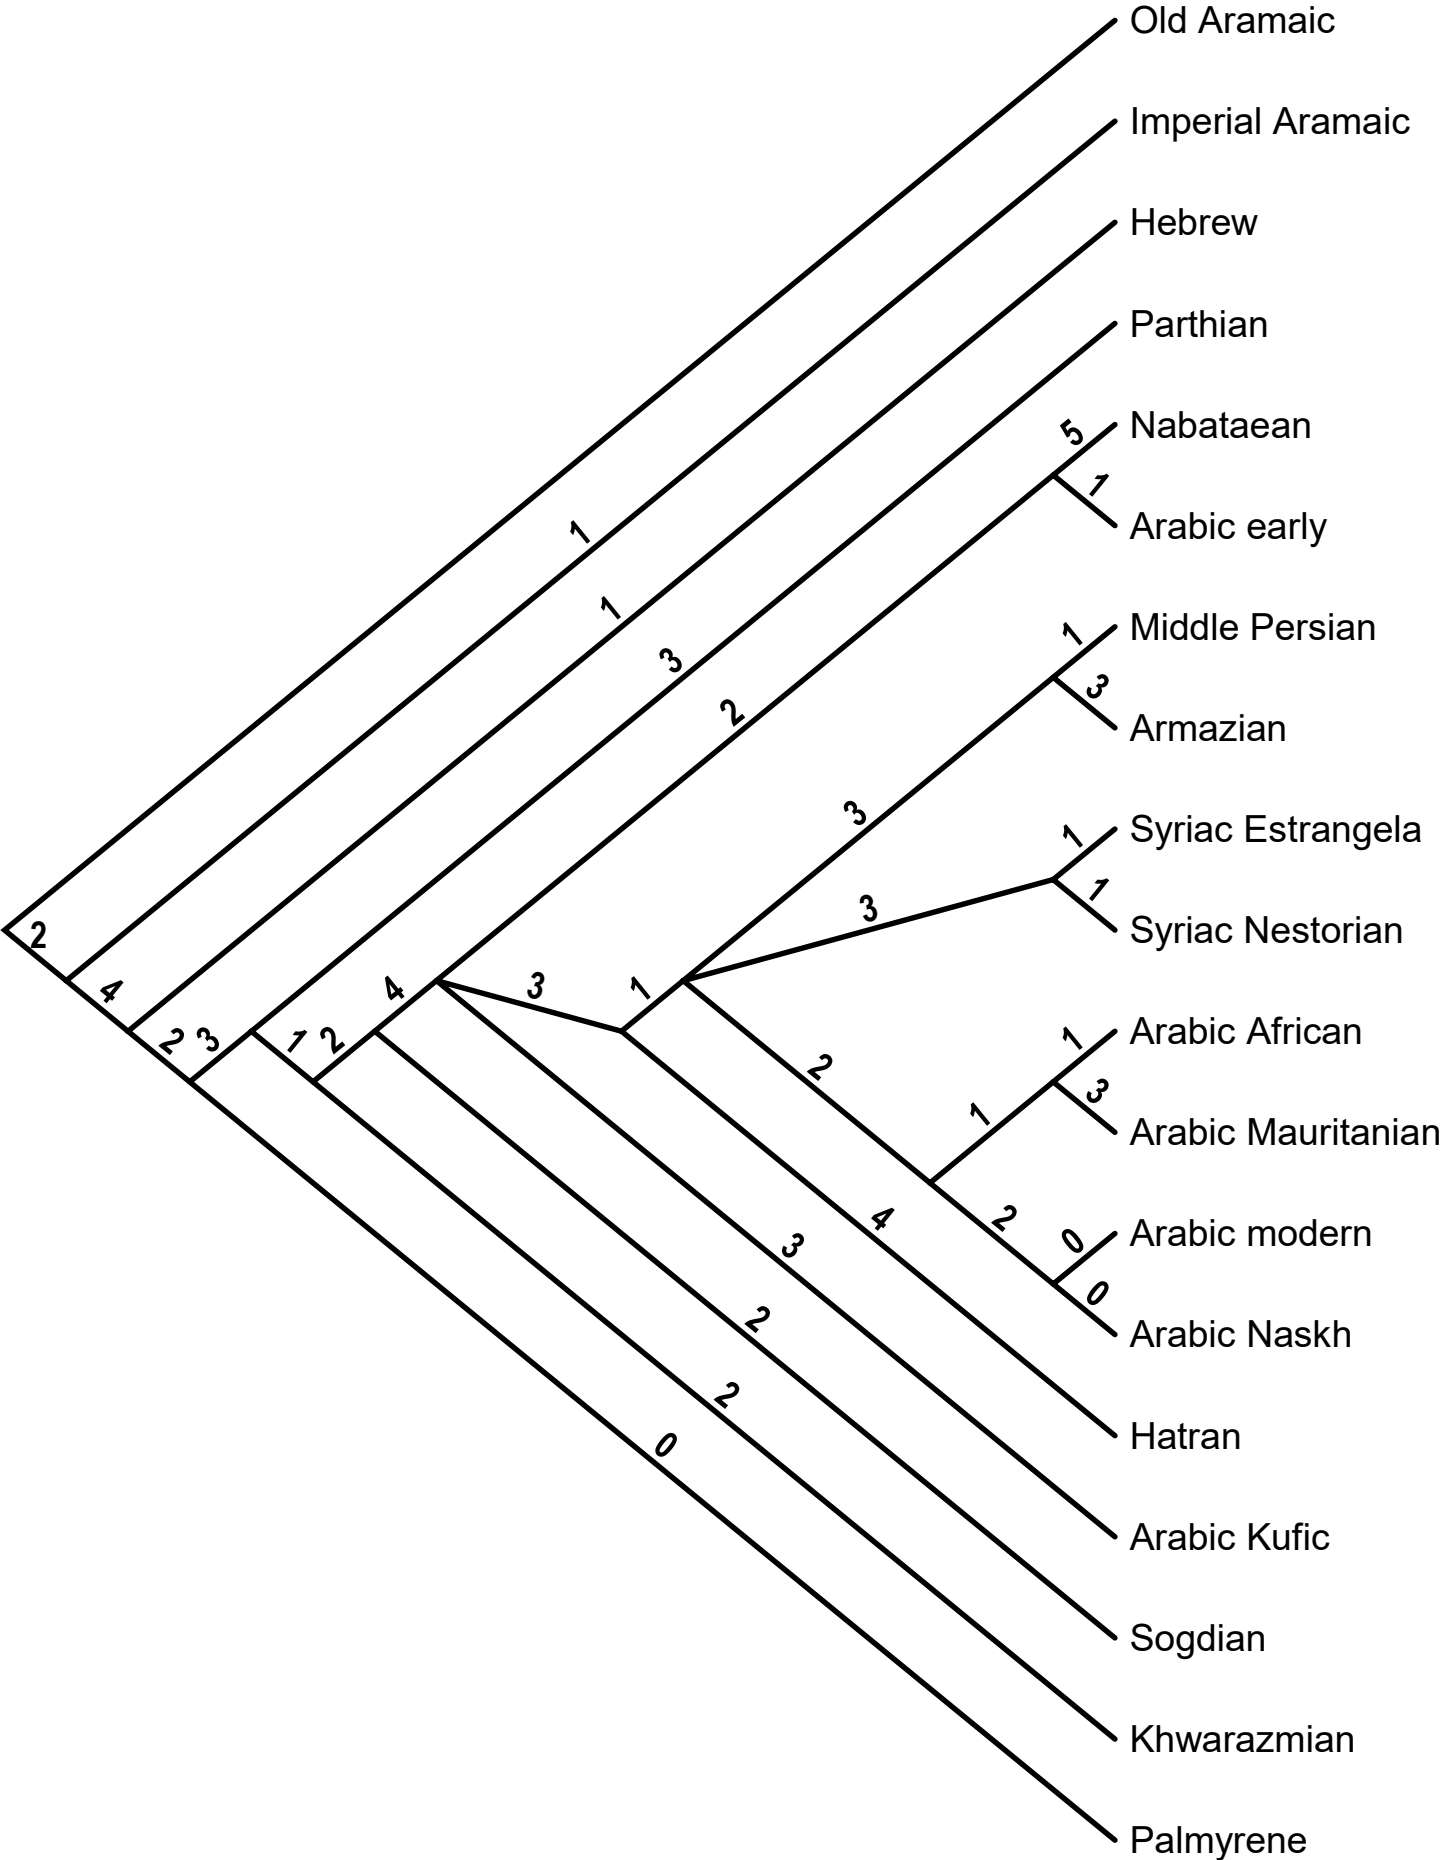 Old Aramaic
Imperial Aramaic
Hebrew
Parthian
5
Nabataean
1
Arabic early
1
1
Middle Persian
1
3
3
Armazian
2
3
1
Syriac Estrangela
3
1
Syriac Nestorian
2
4
3
1
4
2
3
1
2
1
Arabic African
2
1
3
Arabic Mauritanian
4
2
3
0
Arabic modern
0
2
Arabic Naskh
2
Hatran
0
Arabic Kufic
Sogdian
Khwarazmian
Palmyrene